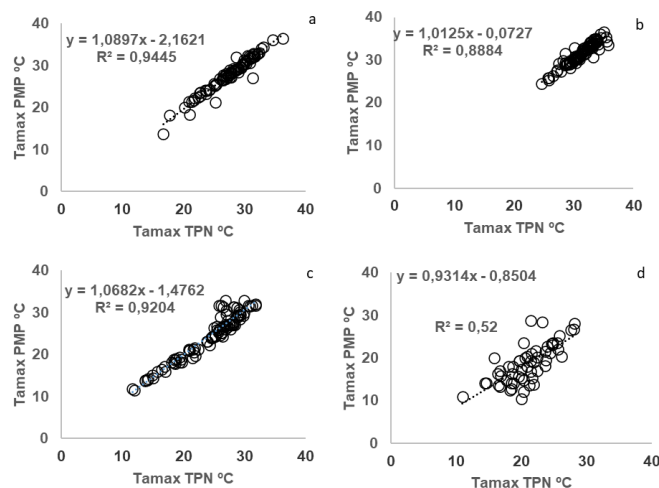 a
y = 1,0897x - 2,1621
R² = 0,9445
Tamax PMP ºC
40
30
20
10
0
0 10 20 30 40
Tamax TPN ºC
b
y = 1,0125x - 0,0727
R² = 0,8884
Tamax PMP ºC
40
30
20
10
0
0 10 20 30 40
Tamax TPN ºC
c
y = 1,0682x - 1,4762
R² = 0,9204
Tamax PMP ºC
40
30
20
10
0
0 10 20 30 40
Tamax TPN ºC
d
y = 0,9314x - 0,8504
R² = 0,52
Tamax PMP ºC
40
30
20
10
0
0 10 20 30 40
Tamax TPN ºC